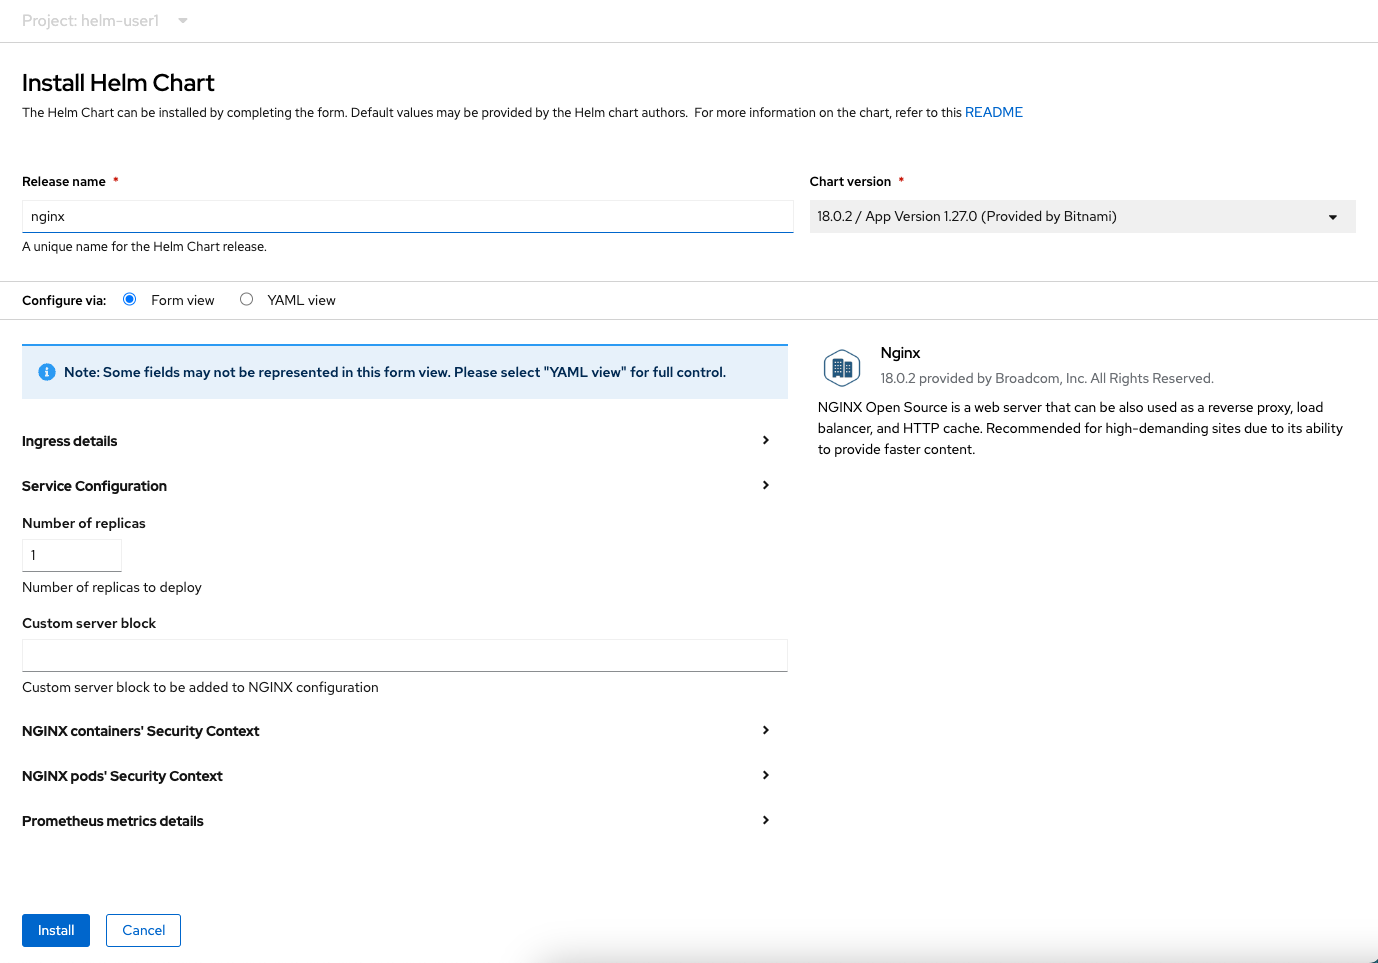 Project: helm-user1
Install Helm Chart
The Helm Chart can be installed by completing the form. Default values may be provided by the Helm chart authors. For more information on the chart, refer to this README
Release name *
nginx
A unique name for the Helm Chart release.
Chart version *
18.0.2 / App Version 1.27.0 (Provided by Bitnami)
Configure via: Form view YAML view
Note: Some fields may not be represented in this form view. Please select "YAML view" for full control.
Ingress details
Service Configuration
Number of replicas
1
Number of replicas to deploy
Custom server block
Custom server block to be added to NGINX configuration
NGINX containers' Security Context
NGINX pods' Security Context
Prometheus metrics details
Nginx
18.0.2 provided by Broadcom, Inc. All Rights Reserved.
NGINX Open Source is a web server that can be also used as a reverse proxy, load
balancer, and HTTP cache. Recommended for high-demanding sites due to its ability
to provide faster content.
Install Cancel